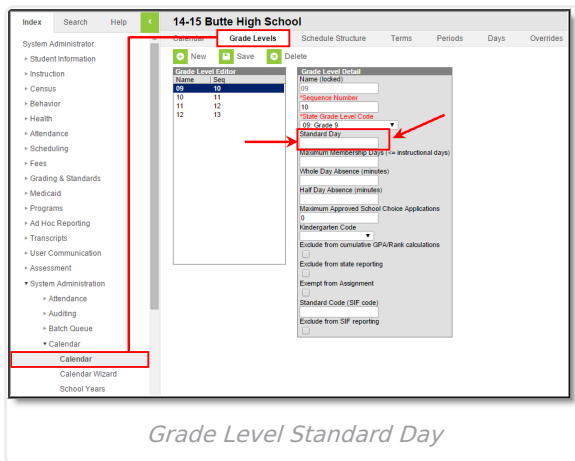 Index Search Help <
14-15 Butte High School
Calendar Grade Levels Schedule Structure Terms Periods Days Overrides
New Save Delete
System Administrator
Student Information
Instruction
Census
Behavior
Health
Attendance
Scheduling
Fees
Grading & Standards
Medicaid
Programs
Ad Hoc Reporting
Transcripts
User Communication
Assessment
System Administration
Attendance
Auditing
Batch Queue
Calendar
Calendar
Calendar Wizard
School Years
Grade Level Editor
Name Seq
09 10
10 11
11 12
12 13
Grade Level Detail
Name (locked)
09
*Sequence Number
10
*State Grade Level Code
09: Grade 9
Standard Day
Maximum Membership Days (<= instructional days)
Whole Day Absence (minutes)
Half Day Absence (minutes)
Maximum Approved School Choice Applications
0
Kindergarten Code
Exclude from cumulative GPA/Rank calculations
Exclude from state reporting
Exempt from Assignment
Standard Code (SIF code)
Exclude from SIF reporting
Grade Level Standard Day